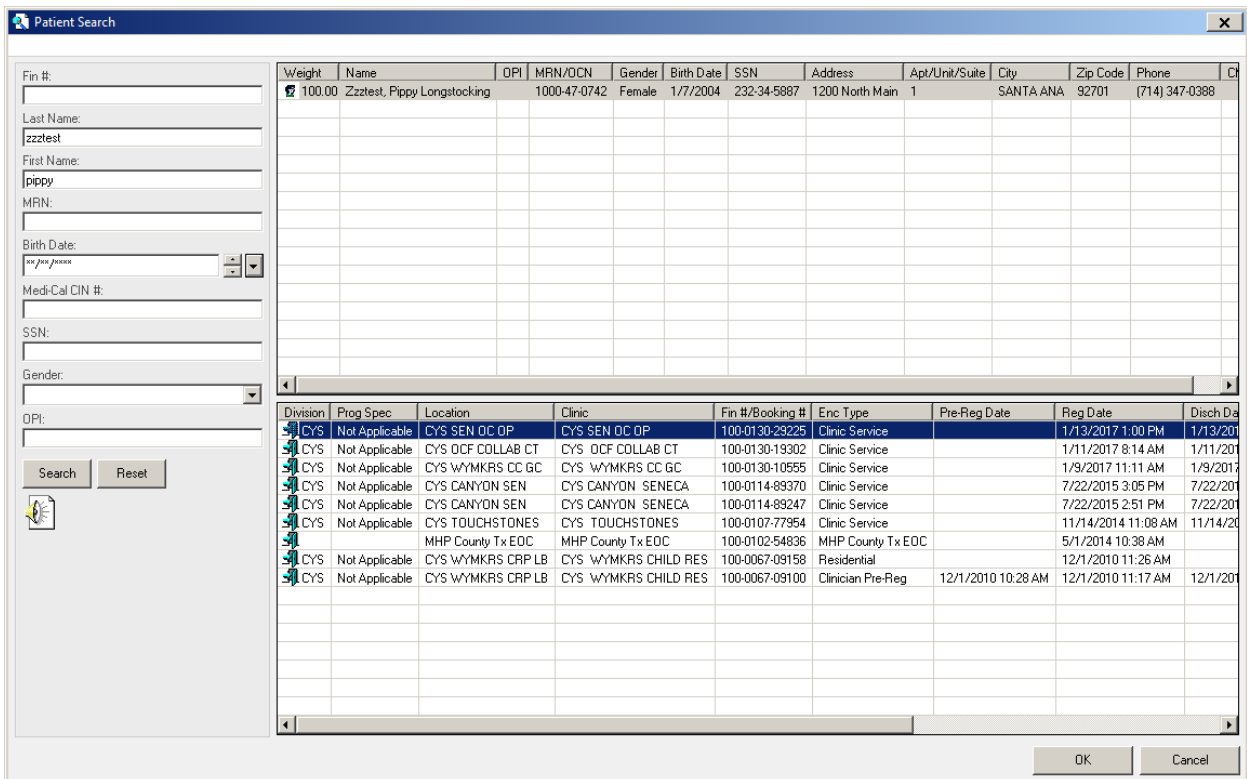 Patient Search
Fin #:
Last Name:
zzztest
First Name:
pippy
MRN:
Birth Date:
**/**/****
Medi-Cal CIN #:
SSN:
Gender:
OPI:
Search Reset
Weight Name OPI MRN/OCN Gender Birth Date SSN Address Apt/Unit/Suite City Zip Code Phone
100.00 Zzztest, Pippy Longstocking 1000-47-0742 Female 1/7/2004 232-34-5887 1200 North Main 1 SANTA ANA 92701 (714) 347-0388
Division Prog Spec Location Clinic Fin #/Booking # Enc Type Pre-Reg Date Reg Date Disch Da
CYS Not Applicable CYS SEN OC OP CYS SEN OC OP 100-0130-29225 Clinic Service 1/13/2017 1:00 PM 1/13/201
CYS Not Applicable CYS OCF COLLAB CT CYS OCF COLLAB CT 100-0130-19302 Clinic Service 1/11/2017 8:14 AM 1/11/201
CYS Not Applicable CYS WYMKRS CC GC CYS WYMKRS CC GC 100-0130-10555 Clinic Service 1/9/2017 11:11 AM 1/9/2017
CYS Not Applicable CYS CANYON SEN CYS CANYON SENECA 100-0114-89370 Clinic Service 7/22/2015 3:05 PM 7/22/201
CYS Not Applicable CYS CANYON SEN CYS CANYON SENECA 100-0114-89247 Clinic Service 7/22/2015 2:51 PM 7/22/201
CYS Not Applicable CYS TOUCHSTONES CYS TOUCHSTONES 100-0107-77954 Clinic Service 11/14/2014 11:08 AM 11/14/20
MHP County Tx EOC MHP County Tx EOC 100-0102-54836 MHP County Tx EOC 5/1/2014 10:38 AM
CYS Not Applicable CYS WYMKRS CRP LB CYS WYMKRS CHILD RES 100-0067-09158 Residential 12/1/2010 11:26 AM
CYS Not Applicable CYS WYMKRS CRP LB CYS WYMKRS CHILD RES 100-0067-09100 Clinician Pre-Reg 12/1/2010 10:28 AM 12/1/2010 11:17 AM 12/1/201
OK Cancel